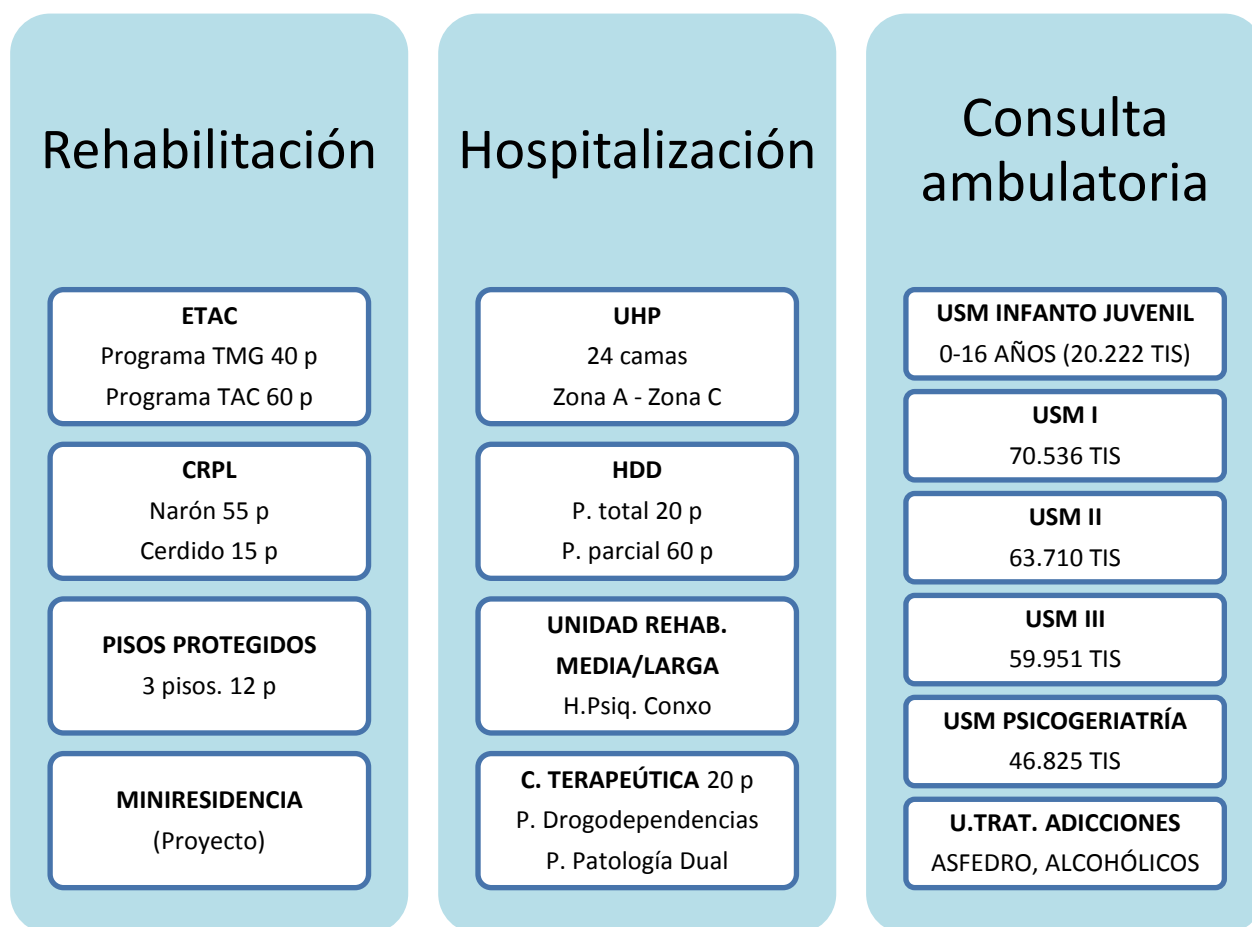 Rehabilitación
ETAC
Programa TMG 40 p
Programa TAC 60 p
CRPL
Narón 55 p
Cerdido 15 p
PISOS PROTEGIDOS
3 pisos. 12 p
MINIRESIDENCIA
(Proyecto)
Hospitalización
UHP
24 camas
Zona A - Zona C
HDD
P. total 20 p
P. parcial 60 p
UNIDAD REHAB.
MEDIA/LARGA
H.Psiq. Conxo
C. TERAPEÚTICA 20 p
P. Drogodependencias
P. Patología Dual
Consulta
ambulatoria
USM INFANTO JUVENIL
0-16 AÑOS (20.222 TIS)
USM I
70.536 TIS
USM II
63.710 TIS
USM III
59.951 TIS
USM PSICOGERIATRÍA
46.825 TIS
U.TRAT. ADICCIONES
ASFEDRO, ALCOHÓLICOS